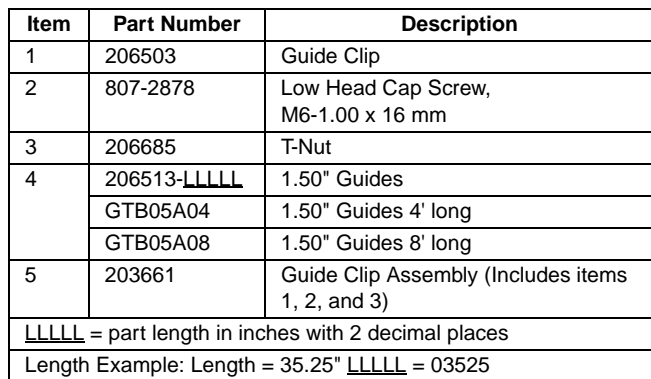 Item Part Number Description
1 206503 Guide Clip
2 807-2878 Low Head Cap Screw,
M6-1.00 x 16 mm
3 206685 T-Nut
4 206513-LLLLL 1.50" Guides
GTB05A04 1.50" Guides 4' long
GTB05A08 1.50" Guides 8' long
5 203661 Guide Clip Assembly (Includes items
1, 2, and 3)
LLLLL = part length in inches with 2 decimal places
Length Example: Length = 35.25" LLLLL = 03525